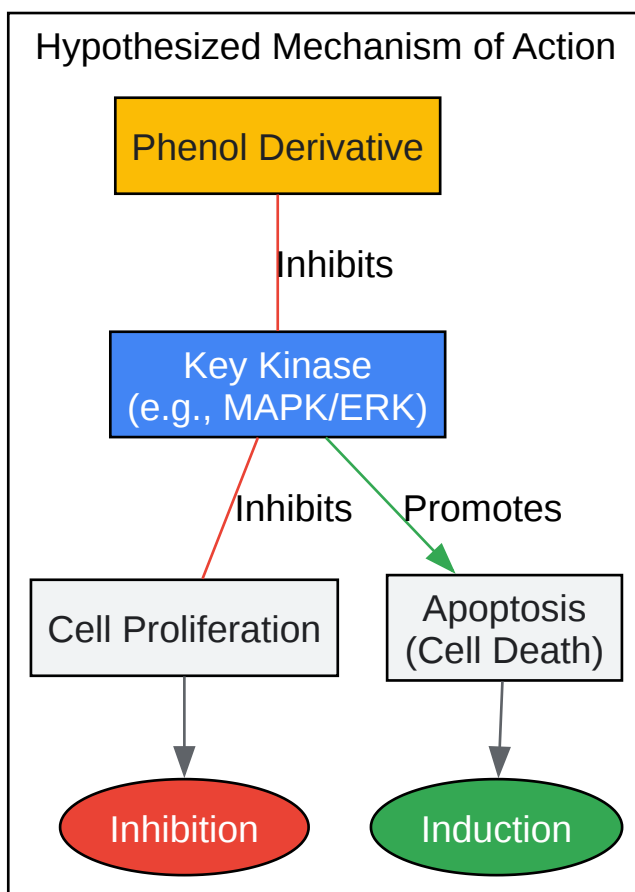 Hypothesized Mechanism of Action
Phenol Derivative
Inhibits
Key Kinase
(e.g., MAPK/ERK)
Inhibits
Promotes
Cell Proliferation
Apoptosis
(Cell Death)
Inhibition
Induction